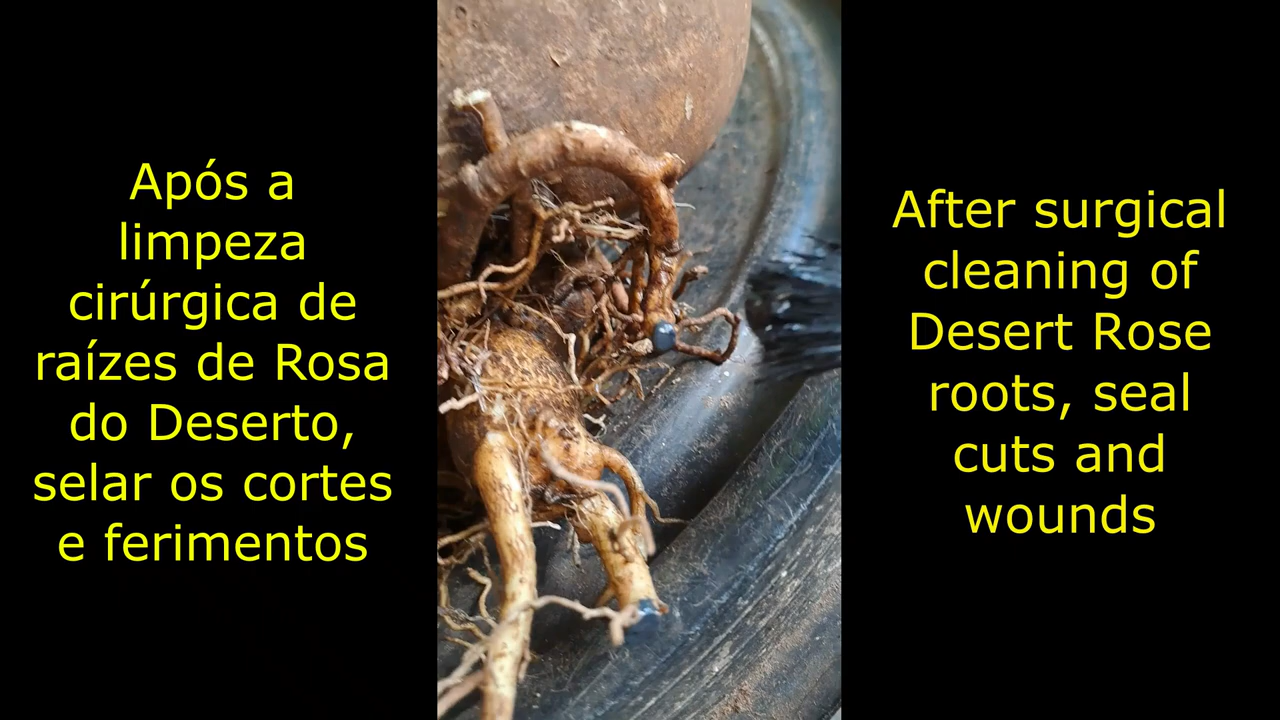 Após a
limpeza
cirúrgica de
raízes de Rosa
do Deserto,
selar os cortes
e ferimentos
After surgical
cleaning of
Desert Rose
roots, seal
cuts and
wounds